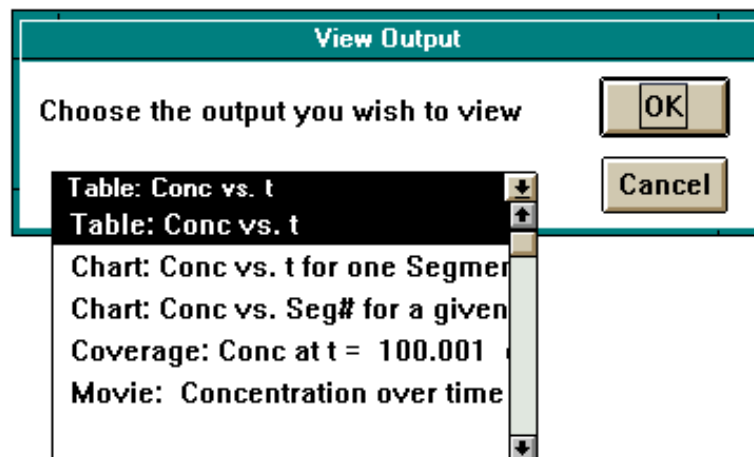 View Output
Choose the output you wish to view
OK
Cancel
Table: Conc vs. t
Table: Conc vs. t
Chart: Conc vs. t for one Segmen
Chart: Conc vs. Seg# for a given
Coverage: Conc at t = 100.001
Movie: Concentration over time